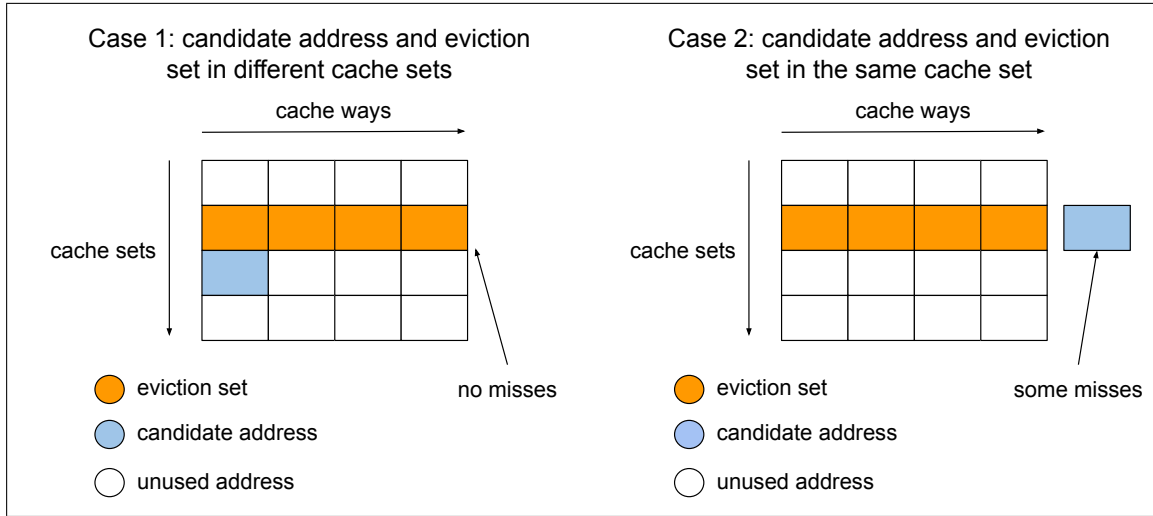 Case 1: candidate address and eviction
set in different cache sets
cache ways
cache sets
no misses
eviction set
candidate address
unused address
Case 2: candidate address and eviction
set in the same cache set
cache ways
cache sets
some misses
eviction set
candidate address
unused address